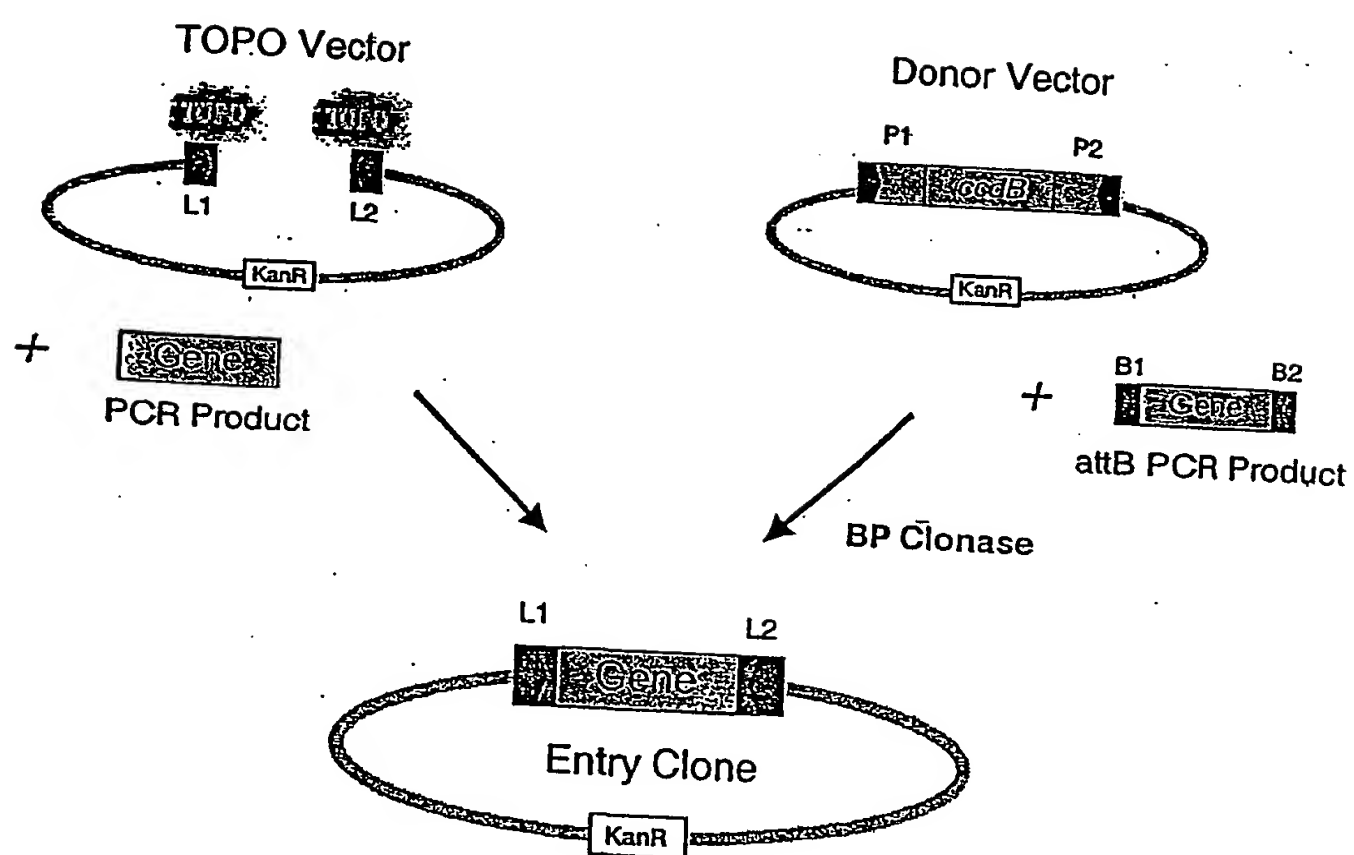 TOPO Vector
TOPO
TOPO
L1
L2
KanR
+
Gene
PCR Product
Donor Vector
P1
P2
ccdB
KanR
+
B1
B2
Gene
attB PCR Product
BP Clonase
L1
L2
Gene
Entry Clone
KanR